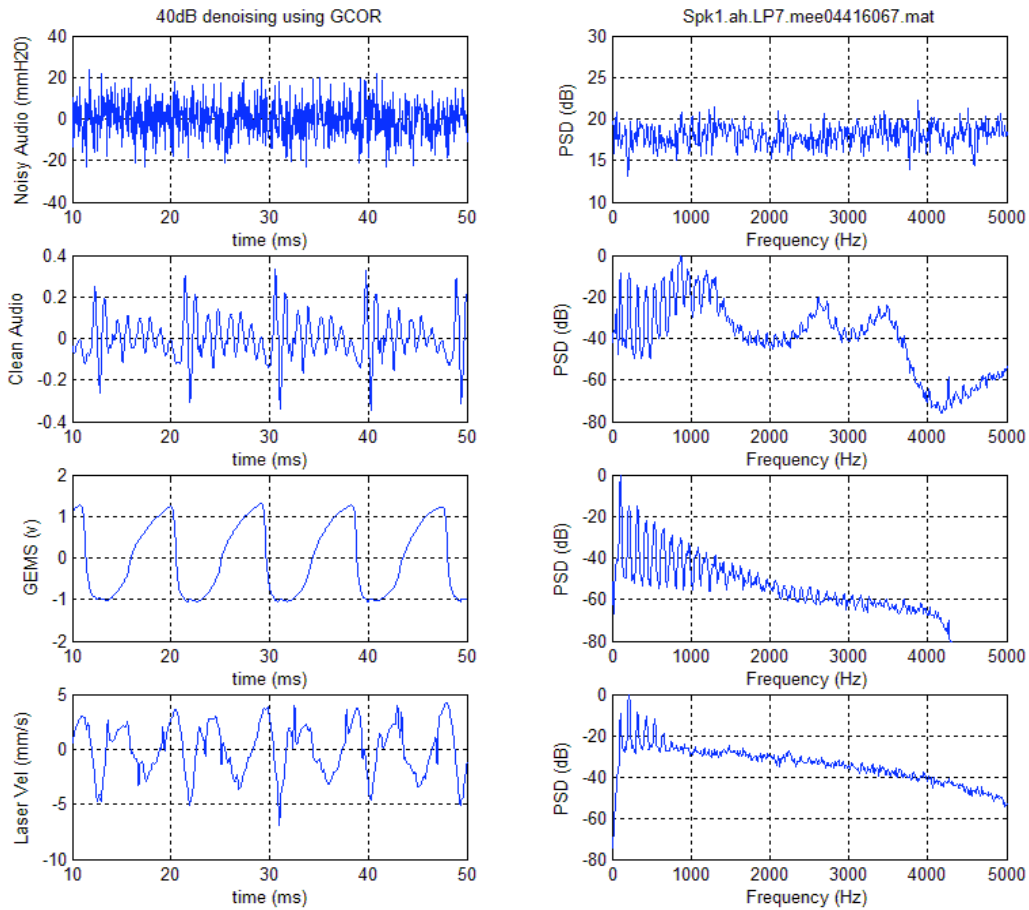 40dB denoising using GCOR
Spk1.ah.LP7.mee04416067.mat
Noisy Audio (mmH20)
40
20
0
-20
-40
10 20 30 40 50
time (ms)
PSD (dB)
30
25
20
15
10
0 1000 2000 3000 4000 5000
Frequency (Hz)
Clean Audio
0.4
0.2
0
-0.2
-0.4
10 20 30 40 50
time (ms)
PSD (dB)
0
-20
-40
-60
-80
0 1000 2000 3000 4000 5000
Frequency (Hz)
GEMS (v)
2
1
0
-1
-2
10 20 30 40 50
time (ms)
PSD (dB)
0
-20
-40
-60
-80
0 1000 2000 3000 4000 5000
Frequency (Hz)
Laser Vel (mm/s)
5
0
-5
-10
10 20 30 40 50
time (ms)
PSD (dB)
0
-20
-40
-60
-80
0 1000 2000 3000 4000 5000
Frequency (Hz)